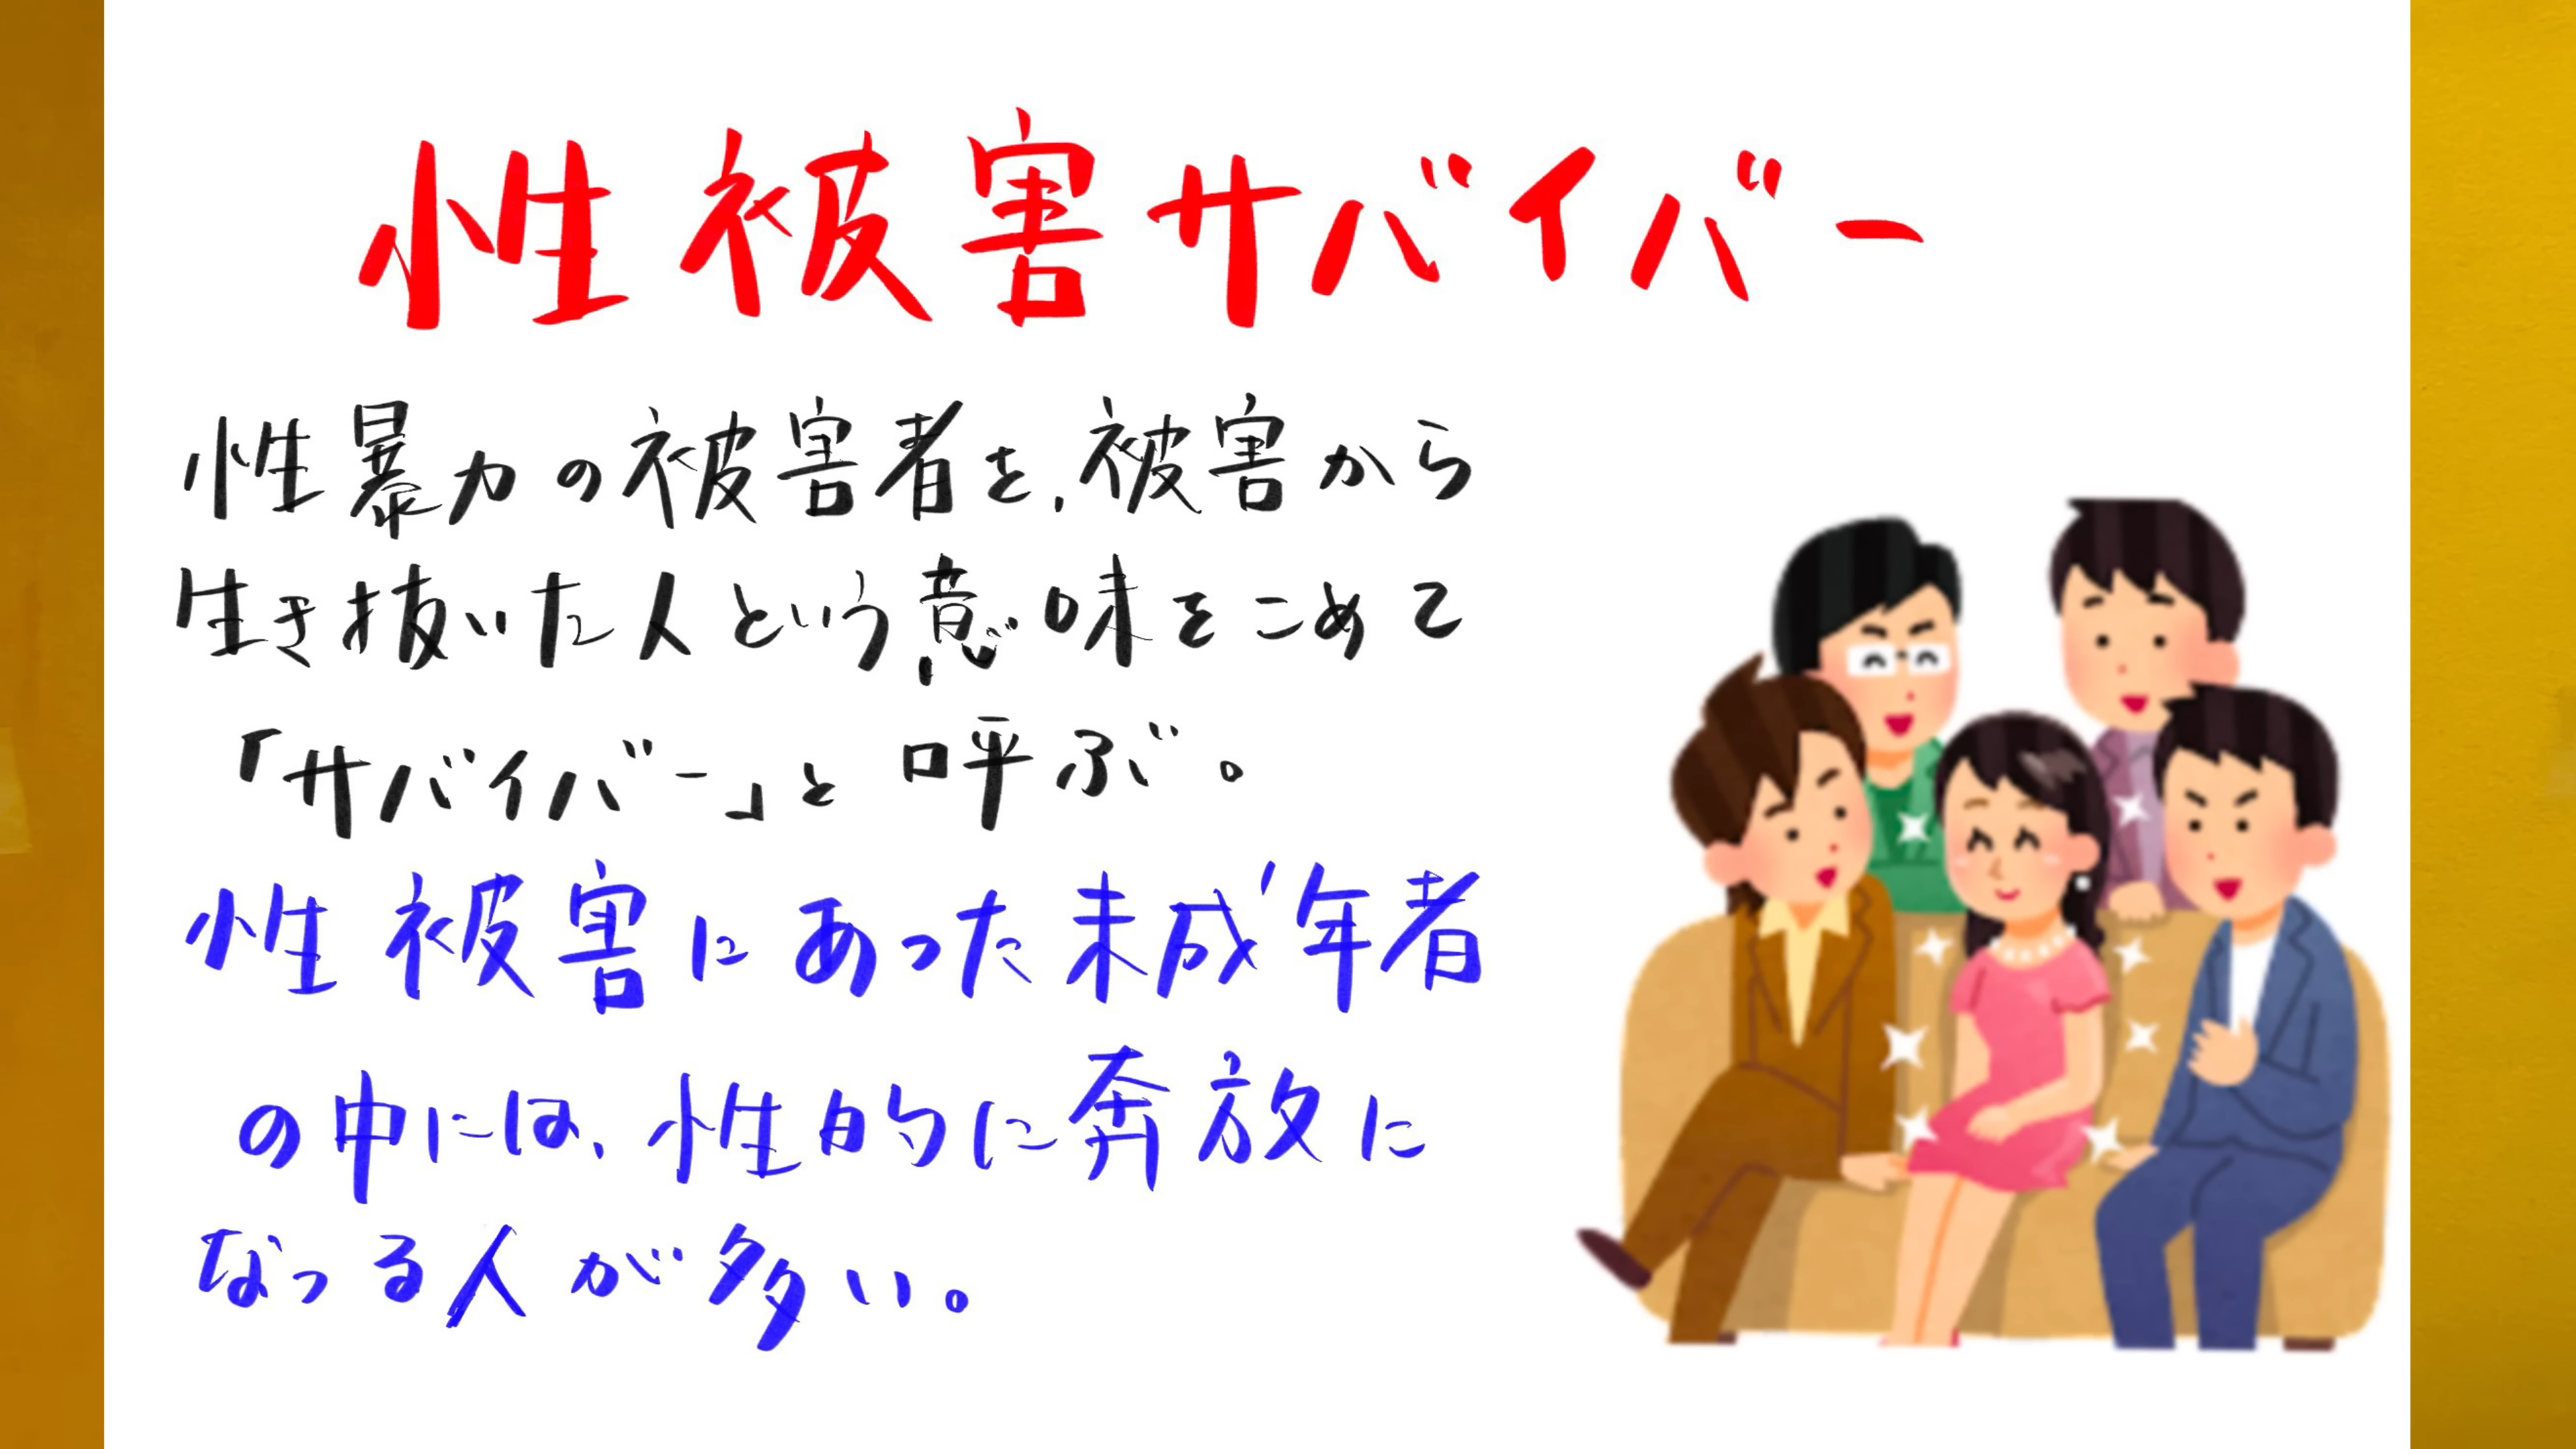 性被害サバイバー
性暴力の被害者を、被害から
生き抜いた人という意味をこめて
「サバイバー」と呼ぶ。
性被害にあった未成年者
の中には、性的に奔放に
なつる人が多い。